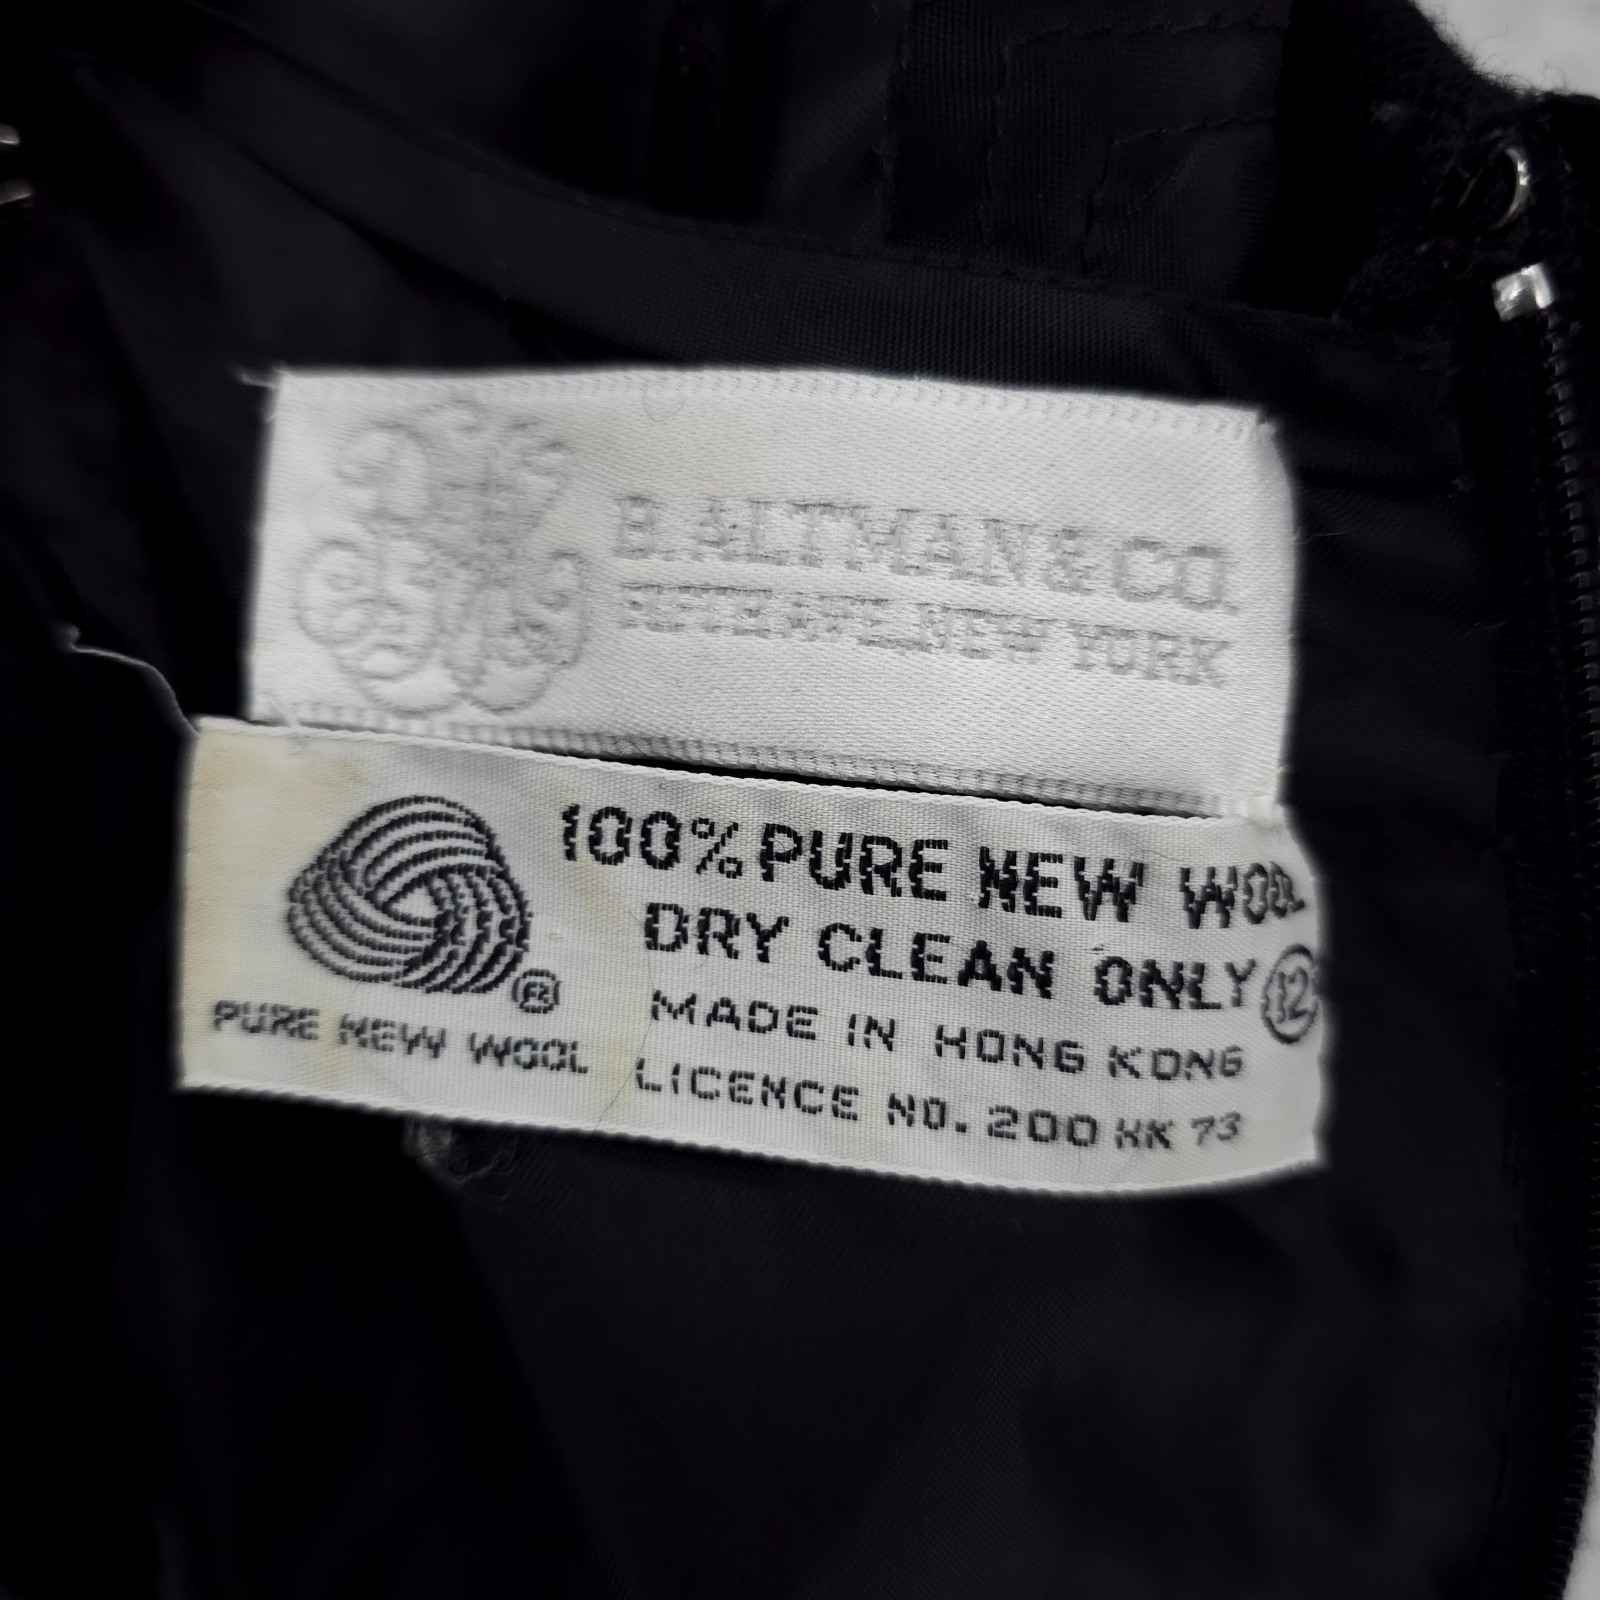 B. ALTMAN & CO.
FIFTH AVE. NEW YORK
100% PURE NEW WOOL
DRY CLEAN ONLY 12
MADE IN HONG KONG
LICENCE NO. 200 HK 73
R
PURE NEW WOOL